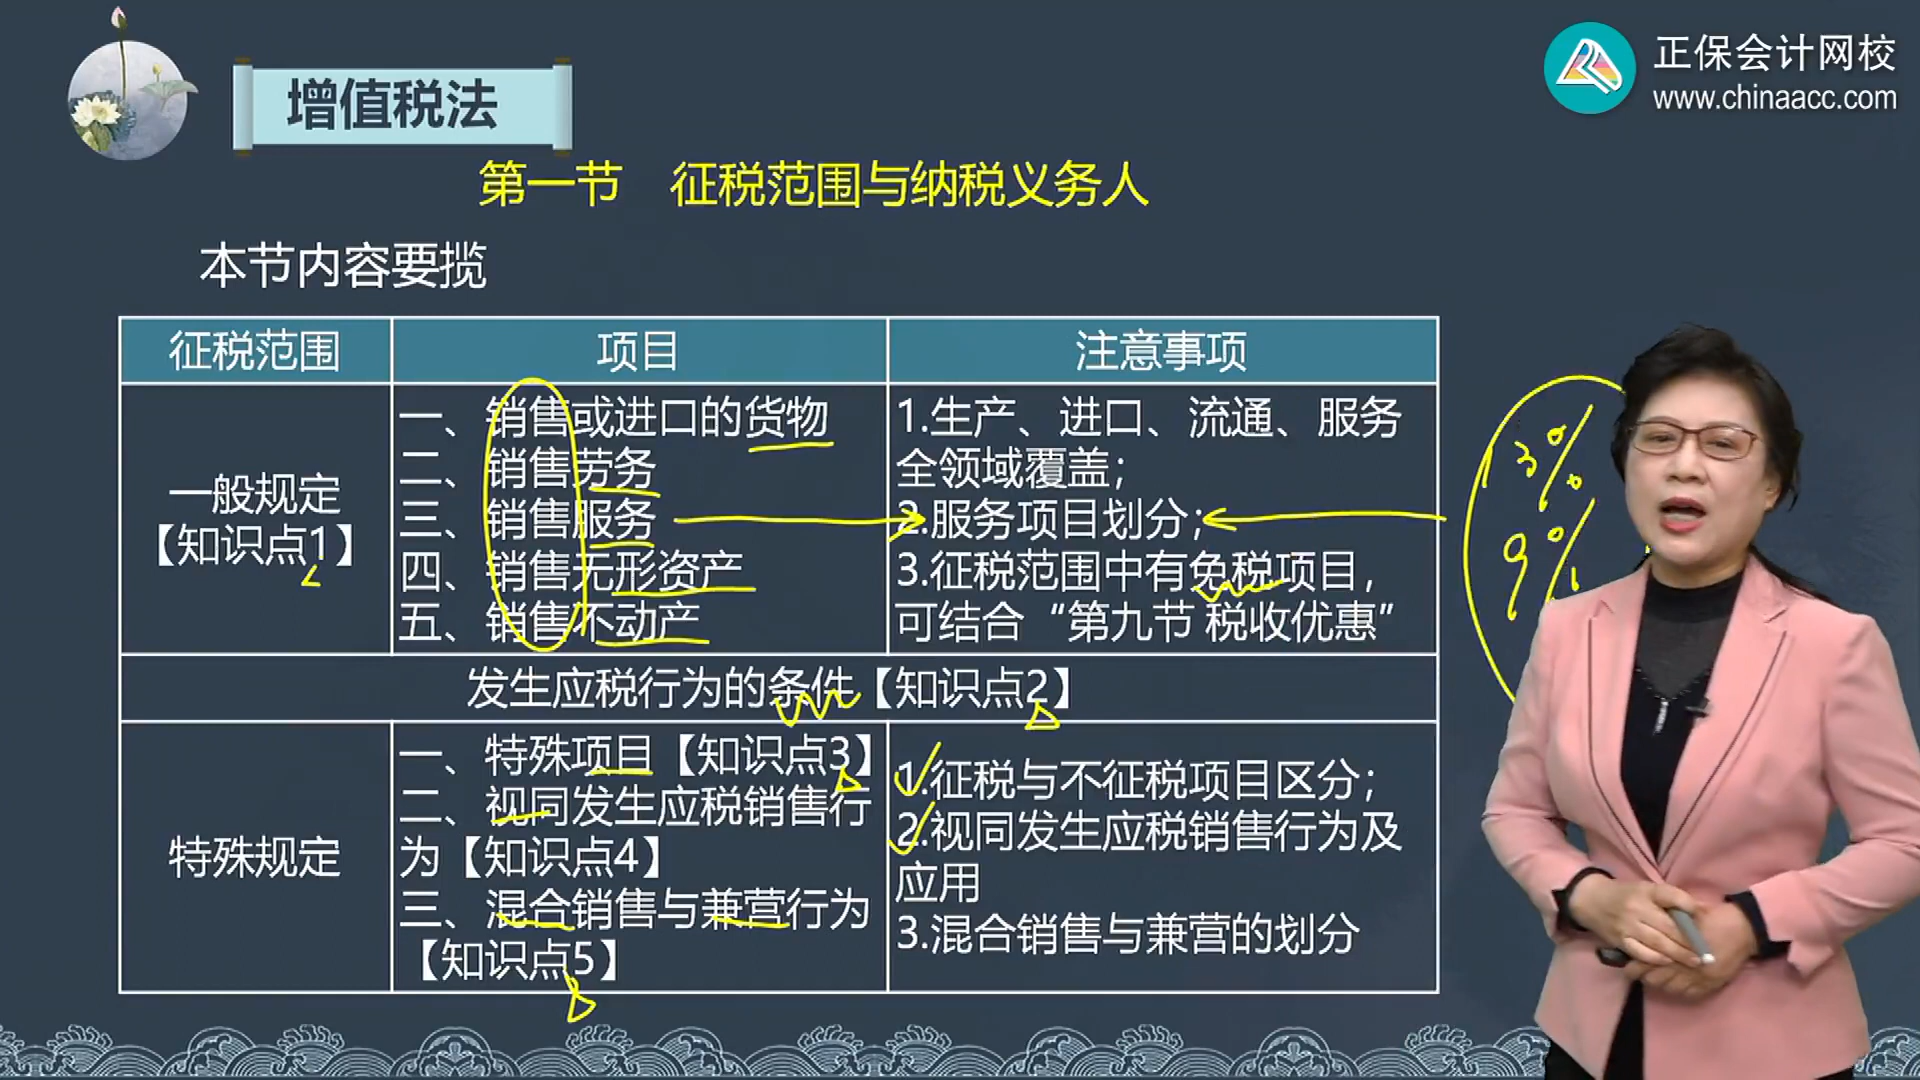 正保会计网校
www.chinaacc.com
增值税法
第一节 征税范围与纳税义务人
本节内容要揽
征税范围 项目 注意事项
一般规定
【知识点1】
一、销售或进口的货物
二、销售劳务
三、销售服务
四、销售无形资产
五、销售不动产
1.生产、进口、流通、服务
全领域覆盖；
2.服务项目划分；
3.征税范围中有免税项目，
可结合“第九节 税收优惠”
13%
9%
发生应税行为的条件【知识点2】
特殊规定
一、特殊项目【知识点3】
二、视同发生应税销售行
为【知识点4】
三、混合销售与兼营行为
【知识点5】
1.征税与不征税项目区分；
2.视同发生应税销售行为及
应用
3.混合销售与兼营的划分